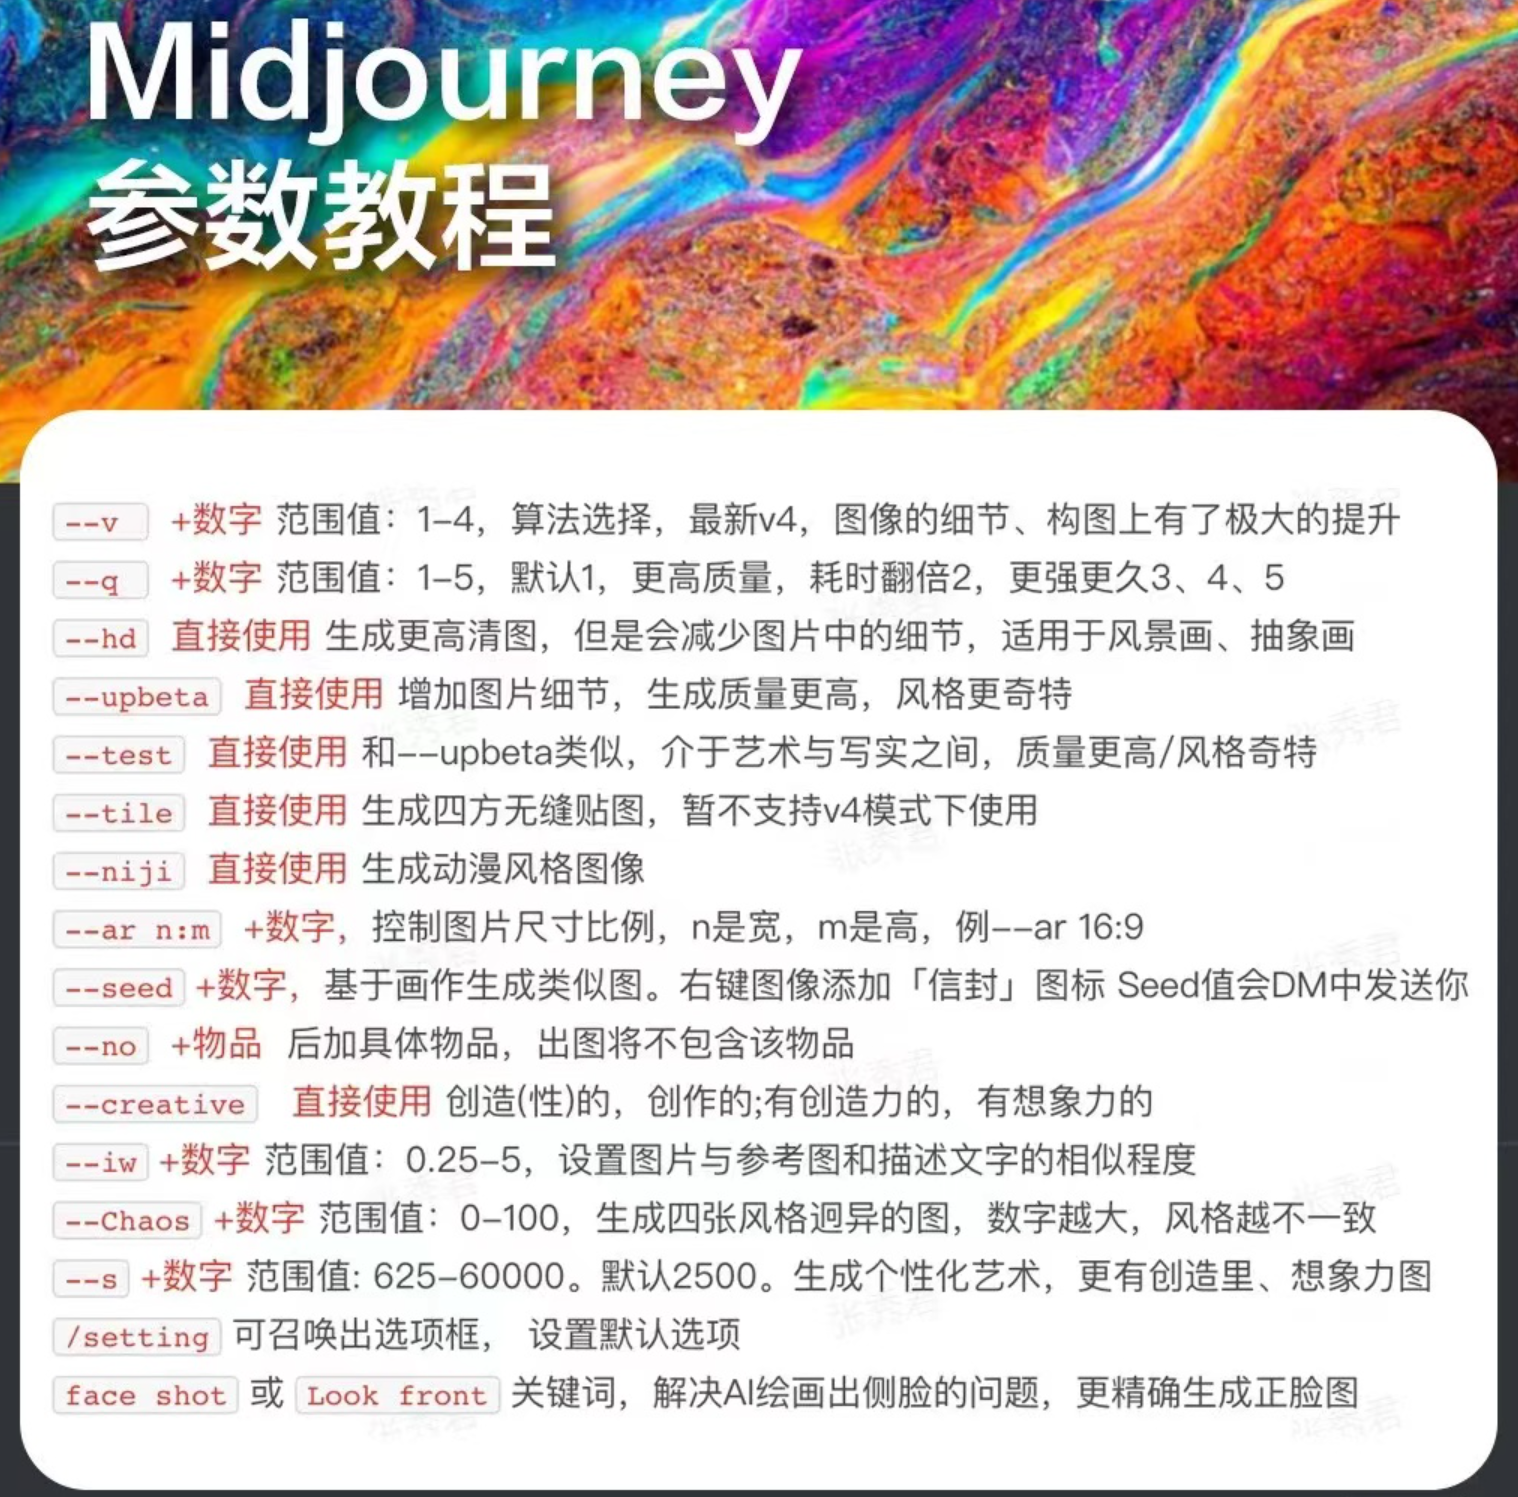 Midjourney
参数教程
--v +数字 范围值：1-4，算法选择，最新v4，图像的细节、构图上有了极大的提升
--q +数字 范围值：1-5，默认1，更高质量，耗时翻倍2，更强更久3、4、5
--hd 直接使用 生成更高清图，但是会减少图片中的细节，适用于风景画、抽象画
--upbeta 直接使用 增加图片细节，生成质量更高，风格更奇特
--test 直接使用 和--upbeta类似，介于艺术与写实之间，质量更高/风格奇特
--tile 直接使用 生成四方无缝贴图，暂不支持v4模式下使用
--niji 直接使用 生成动漫风格图像
--ar n:m +数字，控制图片尺寸比例，n是宽，m是高，例--ar 16:9
--seed +数字，基于画作生成类似图。右键图像添加「信封」图标 Seed值会DM中发送你
--no +物品 后加具体物品，出图将不包含该物品
--creative 直接使用 创造(性)的，创作的;有创造力的，有想象力的
--iw +数字 范围值：0.25-5，设置图片与参考图和描述文字的相似程度
--Chaos +数字 范围值：0-100，生成四张风格迥异的图，数字越大，风格越不一致
--s +数字 范围值: 625-60000。默认2500。生成个性化艺术，更有创造里、想象力图
/setting 可召唤出选项框， 设置默认选项
face shot 或 Look front 关键词，解决AI绘画出侧脸的问题，更精确生成正脸图
张秀君